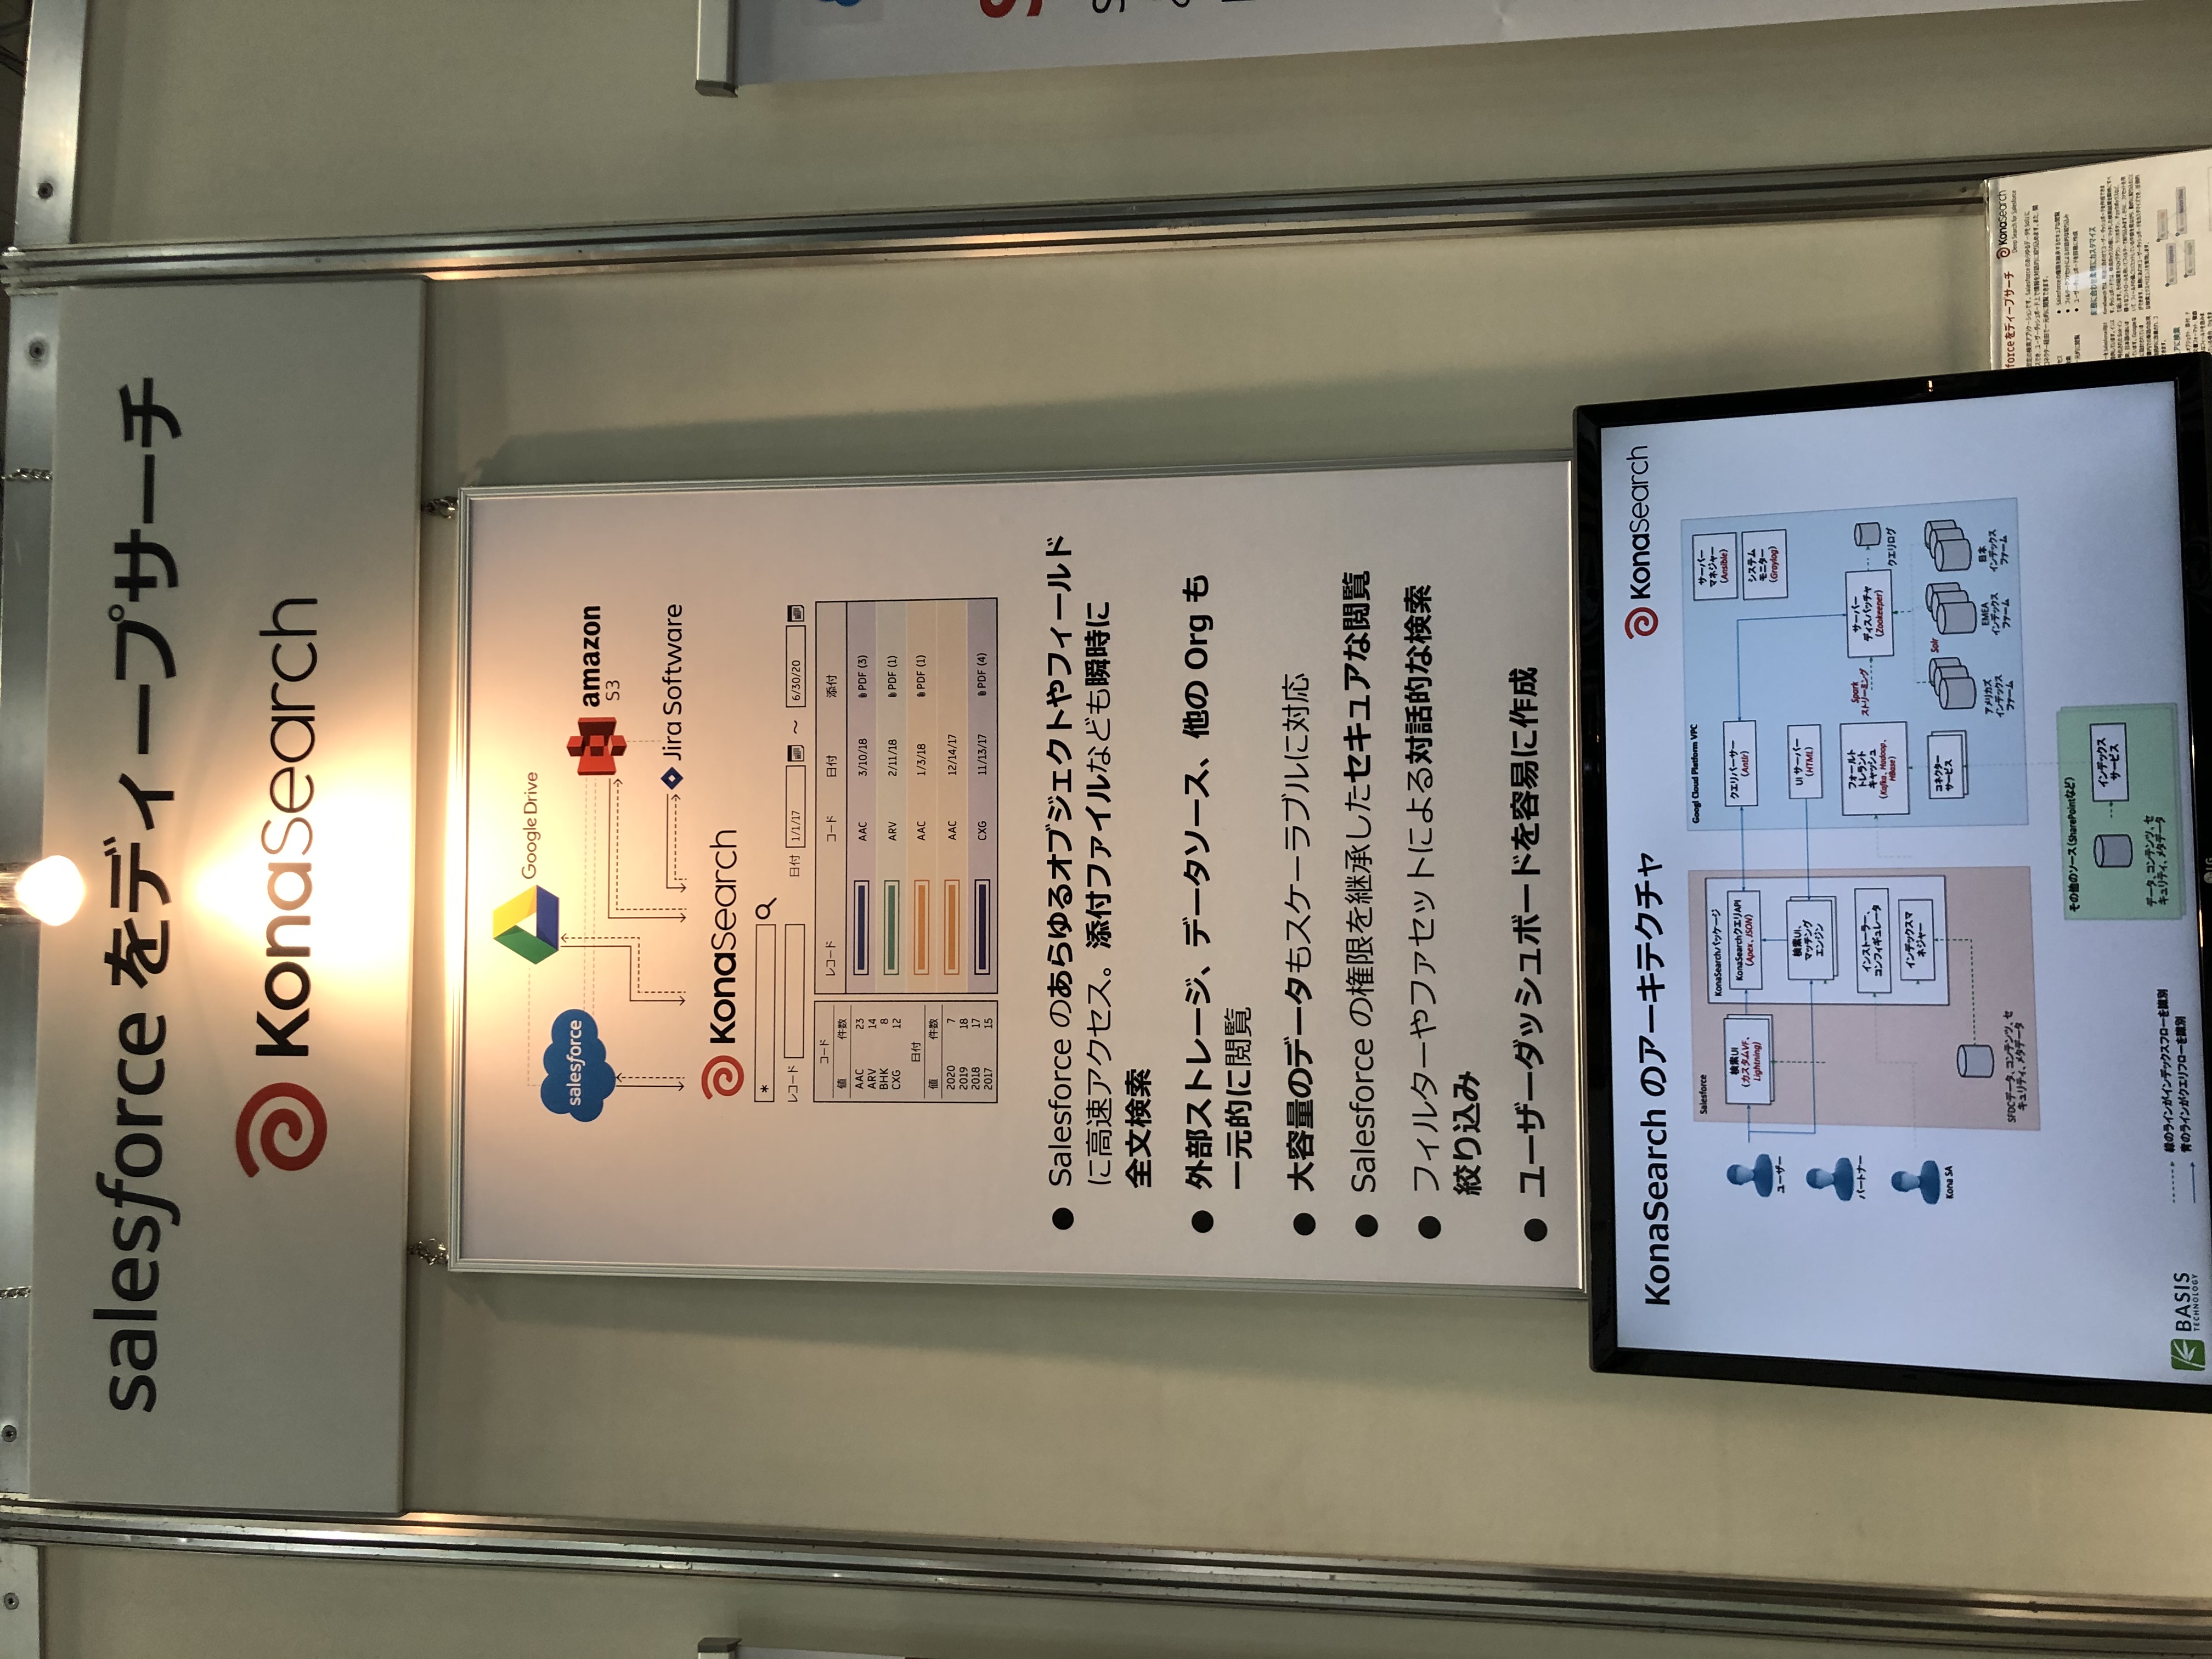 salesforce をディープサーチ
KonaSearch
Google Drive
salesforce
amazon
S3
Jira Software
KonaSearch
*
レコード
日付 1/1/17 ～ 6/30/20
コード
値 件数
AAC 23
ARV 14
BHK 8
CXG 12
日付
値 件数
2020 7
2019 18
2018 17
2017 15
レコード コード 日付 添付
AAC 3/10/18 PDF (3)
ARV 2/11/18 PDF (1)
AAC 1/3/18 PDF (1)
AAC 12/14/17
CXG 11/13/17 PDF (4)
● Salesforce のあらゆるオブジェクトやフィールド
に高速アクセス。添付ファイルなども瞬時に
全文検索
● 外部ストレージ、データソース、他の Org も
一元的に閲覧
● 大容量のデータもスケーラブルに対応
● Salesforce の権限を継承したセキュアな閲覧
● フィルターやファセットによる対話的な検索
絞り込み
● ユーザーダッシュボードを容易に作成
KonaSearch のアーキテクチャ
KonaSearch
ユーザー
パートナー
Kona SA
Salesforce
検索UI
(カスタムVF、
Lightning)
KonaSearchパッケージ
KonaSearchクエリAPI
(Apex、JSON)
検索UI、
マッチング
エンジン
インストーラー、
コンフィギュレータ
インデックスマ
ネジャー
SFDCデータ、コンテンツ、セ
キュリティ、メタデータ
Googl Cloud Platform VPC
クエリパーサー
(Antlr)
UI サーバー
(HTML)
フォールト
トレラント
キャッシュ
(Kafka、Hadoop、
HBase)
コネクター
サービス
サーバー
マネジャー
(Ansible)
システム
モニター
(Graylog)
Spark
ストリーミング
サーバー
ディスパッチャ
(Zookeeper)
クエリログ
Solr
アメリカズ
インデックス
ファーム
EMEA
インデックス
ファーム
日本
インデックス
ファーム
その他のソース(SharePointなど)
インデックス
サービス
データ、コンテンツ、セ
キュリティ、メタデータ
緑のラインがインデックスフローを識別
青のラインがクエリフローを識別
BASIS
TECHNOLOGY
LG
forceをディープサーチ
KonaSearch
Deep Search for Salesforce